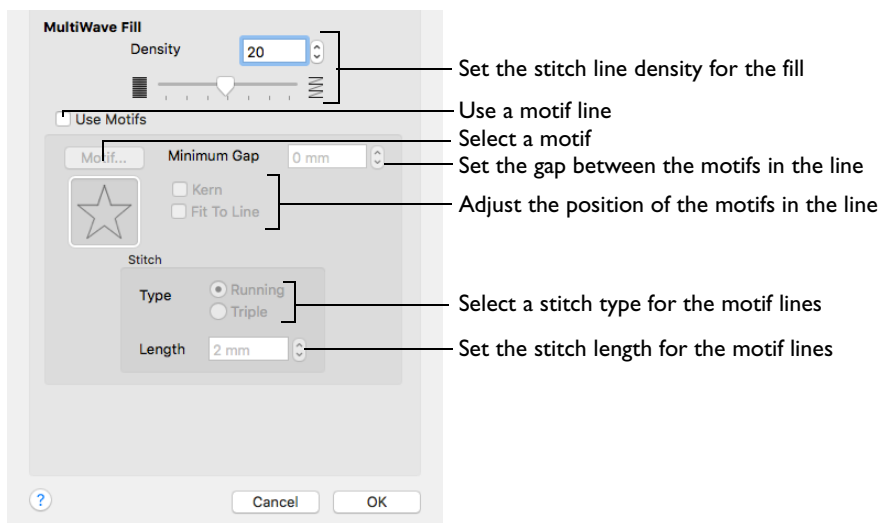 MultiWave Fill
Density 20
Set the stitch line density for the fill
Use a motif line
Use Motifs
Select a motif
Motif... Minimum Gap 0 mm
Set the gap between the motifs in the line
Kern
Fit To Line
Adjust the position of the motifs in the line
Stitch
Type Running
Triple
Select a stitch type for the motif lines
Length 2 mm
Set the stitch length for the motif lines
? Cancel OK